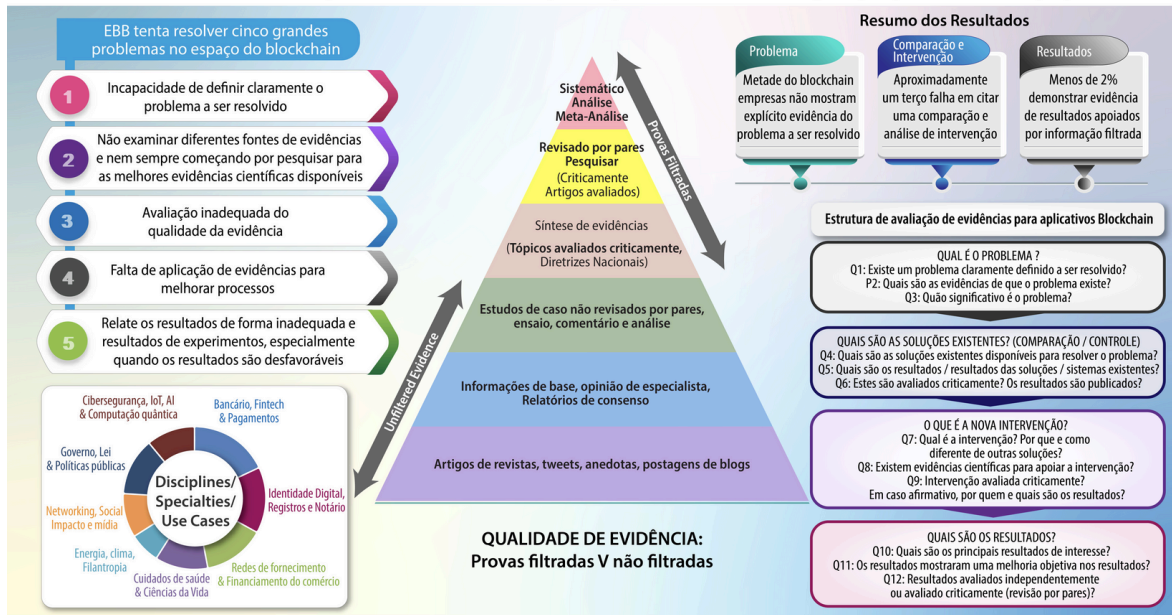 EBB tenta resolver cinco grandes
problemas no espaço do blockchain
1
Incapacidade de definir claramente o
problema a ser resolvido
2
Não examinar diferentes fontes de evidências
e nem sempre começando por pesquisar para
as melhores evidências científicas disponíveis
3
Avaliação inadequada do
qualidade da evidência
4
Falta de aplicação de evidências para
melhorar processos
5
Relate os resultados de forma inadequada e
resultados de experimentos, especialmente
quando os resultados são desfavoráveis
Cibersegurança, IoT, AI
& Computação quântica
Bancário, Fintech
& Pagamentos
Governo, Lei
& Políticas públicas
Disciplines/
Specialties/
Use Cases
Identidade Digital,
Registros e Notário
Networking, Social
Impacto e mídia
Energia, clima,
Filantropia
Cuidados de saúde
& Ciências da Vida
Redes de fornecimento
& Financiamento do comércio
Sistemático
Análise
Meta-Análise
Revisado por pares
Pesquisar
(Criticamente
Artigos avaliados)
Síntese de evidências
(Tópicos avaliados criticamente,
Diretrizes Nacionais)
Estudos de caso não revisados por pares,
ensaio, comentário e análise
Informações de base, opinião de especialista,
Relatórios de consenso
Artigos de revistas, tweets, anedotas, postagens de blogs
Provas Filtradas
Unfiltered Evidence
QUALIDADE DE EVIDÊNCIA:
Provas filtradas V não filtradas
Resumo dos Resultados
Problema
Metade do blockchain
empresas não mostram
explícito evidência do
problema a ser resolvido
Comparação e
Intervenção
Aproximadamente
um terço falha em citar
uma comparação e
análise de intervenção
Resultados
Menos de 2%
demonstrar evidência
de resultados apoiados
por informação filtrada
Estrutura de avaliação de evidências para aplicativos Blockchain
QUAL É O PROBLEMA ?
Q1: Existe um problema claramente definido a ser resolvido?
P2: Quais são as evidências de que o problema existe?
Q3: Quão significativo é o problema?
QUAIS SÃO AS SOLUÇÕES EXISTENTES? (COMPARAÇÃO / CONTROLE)
Q4: Quais são as soluções existentes disponíveis para resolver o problema?
Q5: Quais são os resultados / resultados das soluções / sistemas existentes?
Q6: Estes são avaliados criticamente? Os resultados são publicados?
O QUE É A NOVA INTERVENÇÃO?
Q7: Qual é a intervenção? Por que e como
diferente de outras soluções?
Q8: Existem evidências científicas para apoiar a intervenção?
Q9: Intervenção avaliada criticamente?
Em caso afirmativo, por quem e quais são os resultados?
QUAIS SÃO OS RESULTADOS?
Q10: Quais são os principais resultados de interesse?
Q11: Os resultados mostraram uma melhoria objetiva nos resultados?
Q12: Resultados avaliados independentemente
ou avaliado criticamente (revisão por pares)?